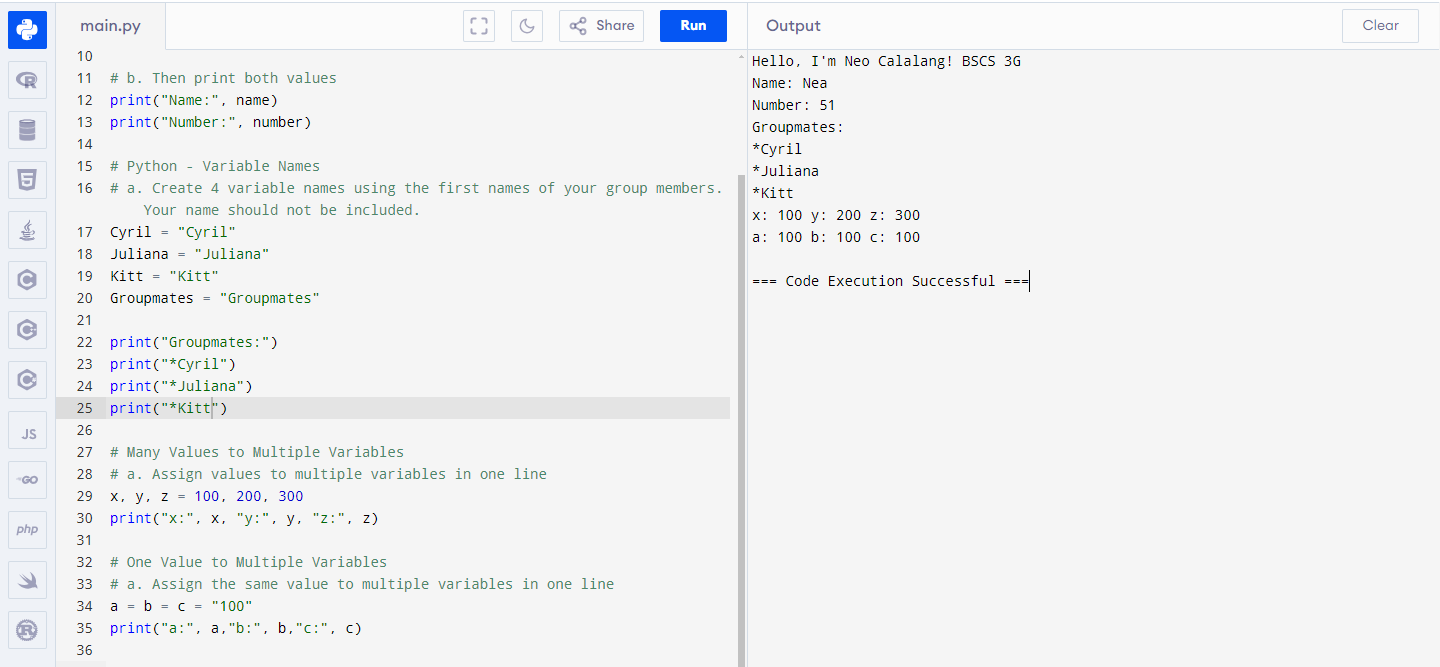 main.py
Share
Run
Output
Clear
10
11 # b. Then print both values
12 print("Name:", name)
13 print("Number:", number)
14
15 # Python - Variable Names
16 # a. Create 4 variable names using the first names of your group members.
Your name should not be included.
17 Cyril = "Cyril"
18 Juliana = "Juliana"
19 Kitt = "Kitt"
20 Groupmates = "Groupmates"
21
22 print("Groupmates:")
23 print("*Cyril")
24 print("*Juliana")
25 print("*Kitt")
26
27 # Many Values to Multiple Variables
28 # a. Assign values to multiple variables in one line
29 x, y, z = 100, 200, 300
30 print("x:", x, "y:", y, "z:", z)
31
32 # One Value to Multiple Variables
33 # a. Assign the same value to multiple variables in one line
34 a = b = c = "100"
35 print("a:", a,"b:", b,"c:", c)
36
Hello, I'm Neo Calalang! BSCS 3G
Name: Nea
Number: 51
Groupmates:
*Cyril
*Juliana
*Kitt
x: 100 y: 200 z: 300
a: 100 b: 100 c: 100
=== Code Execution Successful ===
R
5
C
C
C
JS
GO
php
R